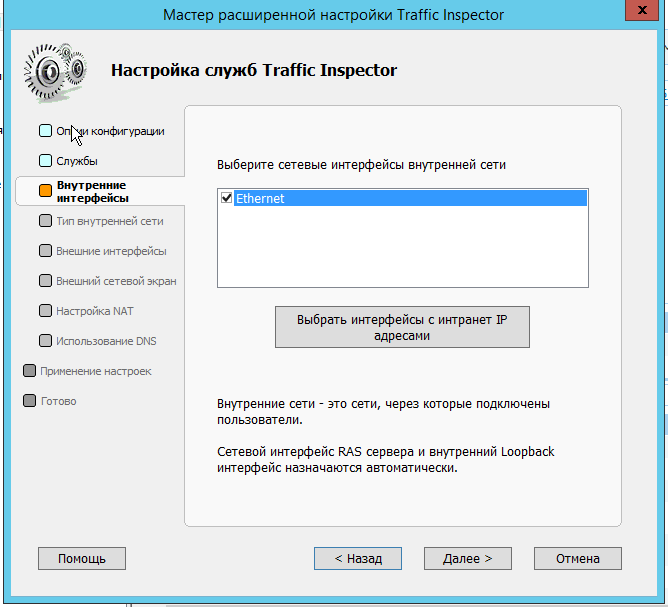 Мастер расширенной настройки Traffic Inspector
x
Настройка служб Traffic Inspector
Опции конфигурации
Службы
Внутренние
интерфейсы
Тип внутренней сети
Внешние интерфейсы
Внешний сетевой экран
Настройка NAT
Использование DNS
Применение настроек
Готово
Выберите сетевые интерфейсы внутренней сети
Ethernet
Выбрать интерфейсы с интранет IP
адресами
Внутренние сети - это сети, через которые подключены
пользователи.
Сетевой интерфейс RAS сервера и внутренний Loopback
интерфейс назначаются автоматически.
Помощь
< Назад
Далее >
Отмена